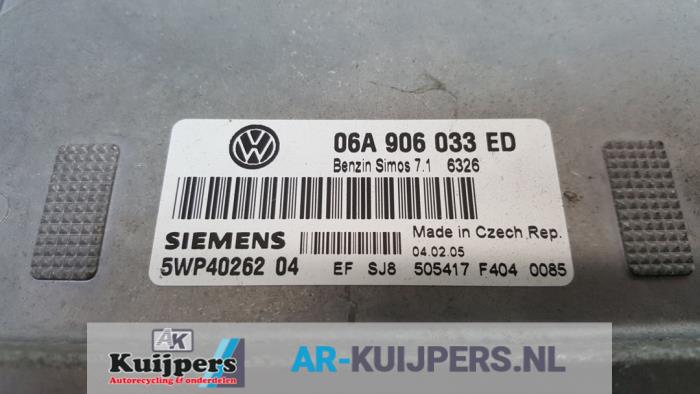 06A 906 033 ED
Benzin Simos 7.1 6326
SIEMENS
Made in Czech Rep.
04.02.05
5WP40262 04
EF SJ8 505417 F404 0085
AK
Kuijpers
Autorecycling & onderdelen
AR-KUIJPERS.NL